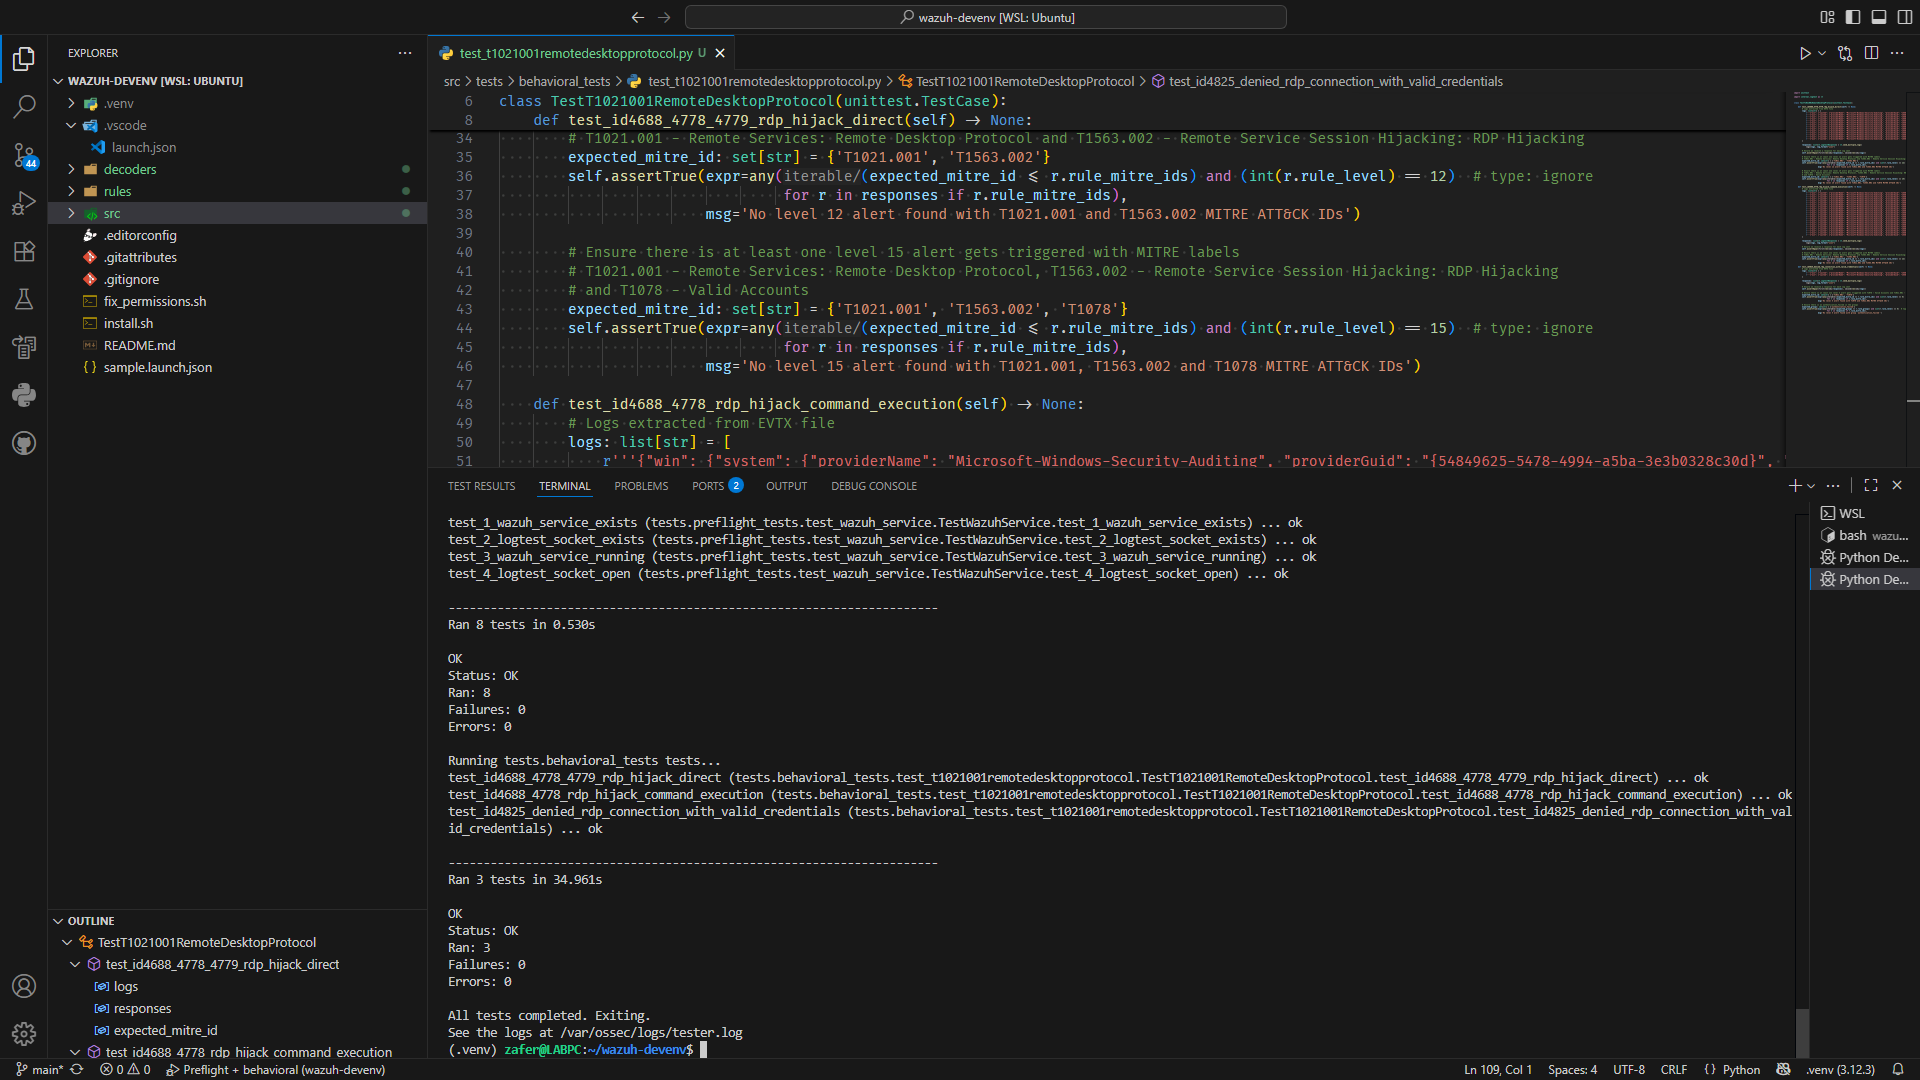 wazuh-devenv [WSL: Ubuntu]
EXPLORER
WAZUH-DEVENV [WSL: UBUNTU]
.venv
.vscode
launch.json
decoders
rules
src
.editorconfig
.gitattributes
.gitignore
fix_permissions.sh
install.sh
README.md
sample.launch.json
44
OUTLINE
TestT1021001RemoteDesktopProtocol
test_id4688_4778_4779_rdp_hijack_direct
logs
responses
expected_mitre_id
test_id4688_4778_rdp_hijack_command_execution
test_t1021001remotedesktopprotocol.py U
src > tests > behavioral_tests > test_t1021001remotedesktopprotocol.py > TestT1021001RemoteDesktopProtocol > test_id4825_denied_rdp_connection_with_valid_credentials
6 class TestT1021001RemoteDesktopProtocol(unittest.TestCase):
8 def test_id4688_4778_4779_rdp_hijack_direct(self) → None:
34 # T1021.001 - Remote Services: Remote Desktop Protocol and T1563.002 - Remote Service Session Hijacking: RDP Hijacking
35 expected_mitre_id: set[str] = {'T1021.001', 'T1563.002'}
36 self.assertTrue(expr=any(iterable/(expected_mitre_id ⩽ r.rule_mitre_ids) and (int(r.rule_level) == 12) # type: ignore
37 for r in responses if r.rule_mitre_ids),
38 msg='No level 12 alert found with T1021.001 and T1563.002 MITRE ATT&CK IDs')
39
40 # Ensure there is at least one level 15 alert gets triggered with MITRE labels
41 # T1021.001 - Remote Services: Remote Desktop Protocol, T1563.002 - Remote Service Session Hijacking: RDP Hijacking
42 # and T1078 - Valid Accounts
43 expected_mitre_id: set[str] = {'T1021.001', 'T1563.002', 'T1078'}
44 self.assertTrue(expr=any(iterable/(expected_mitre_id ⩽ r.rule_mitre_ids) and (int(r.rule_level) == 15) # type: ignore
45 for r in responses if r.rule_mitre_ids),
46 msg='No level 15 alert found with T1021.001, T1563.002 and T1078 MITRE ATT&CK IDs')
47
48 def test_id4688_4778_rdp_hijack_command_execution(self) → None:
49 # Logs extracted from EVTX file
50 logs: list[str] = [
51 r'''{"win": {"system": {"providerName": "Microsoft-Windows-Security-Auditing", "providerGuid": "{54849625-5478-4994-a5ba-3e3b0328c30d}",
TEST RESULTS TERMINAL PROBLEMS PORTS 2 OUTPUT DEBUG CONSOLE
test_1_wazuh_service_exists (tests.preflight_tests.test_wazuh_service.TestWazuhService.test_1_wazuh_service_exists) ... ok
test_2_logtest_socket_exists (tests.preflight_tests.test_wazuh_service.TestWazuhService.test_2_logtest_socket_exists) ... ok
test_3_wazuh_service_running (tests.preflight_tests.test_wazuh_service.TestWazuhService.test_3_wazuh_service_running) ... ok
test_4_logtest_socket_open (tests.preflight_tests.test_wazuh_service.TestWazuhService.test_4_logtest_socket_open) ... ok
----------------------------------------------------------------------
Ran 8 tests in 0.530s
OK
Status: OK
Ran: 8
Failures: 0
Errors: 0
Running tests.behavioral_tests tests...
test_id4688_4778_4779_rdp_hijack_direct (tests.behavioral_tests.test_t1021001remotedesktopprotocol.TestT1021001RemoteDesktopProtocol.test_id4688_4778_4779_rdp_hijack_direct) ... ok
test_id4688_4778_rdp_hijack_command_execution (tests.behavioral_tests.test_t1021001remotedesktopprotocol.TestT1021001RemoteDesktopProtocol.test_id4688_4778_rdp_hijack_command_execution) ... ok
test_id4825_denied_rdp_connection_with_valid_credentials (tests.behavioral_tests.test_t1021001remotedesktopprotocol.TestT1021001RemoteDesktopProtocol.test_id4825_denied_rdp_connection_with_val
id_credentials) ... ok
----------------------------------------------------------------------
Ran 3 tests in 34.961s
OK
Status: OK
Ran: 3
Failures: 0
Errors: 0
All tests completed. Exiting.
See the logs at /var/ossec/logs/tester.log
(.venv) zafer@LABPC:~/wazuh-devenv$
WSL
bash wazu...
Python De...
Python De...
main* 0 0 Preflight + behavioral (wazuh-devenv)
Ln 109, Col 1 Spaces: 4 UTF-8 CRLF { } Python .venv (3.12.3)